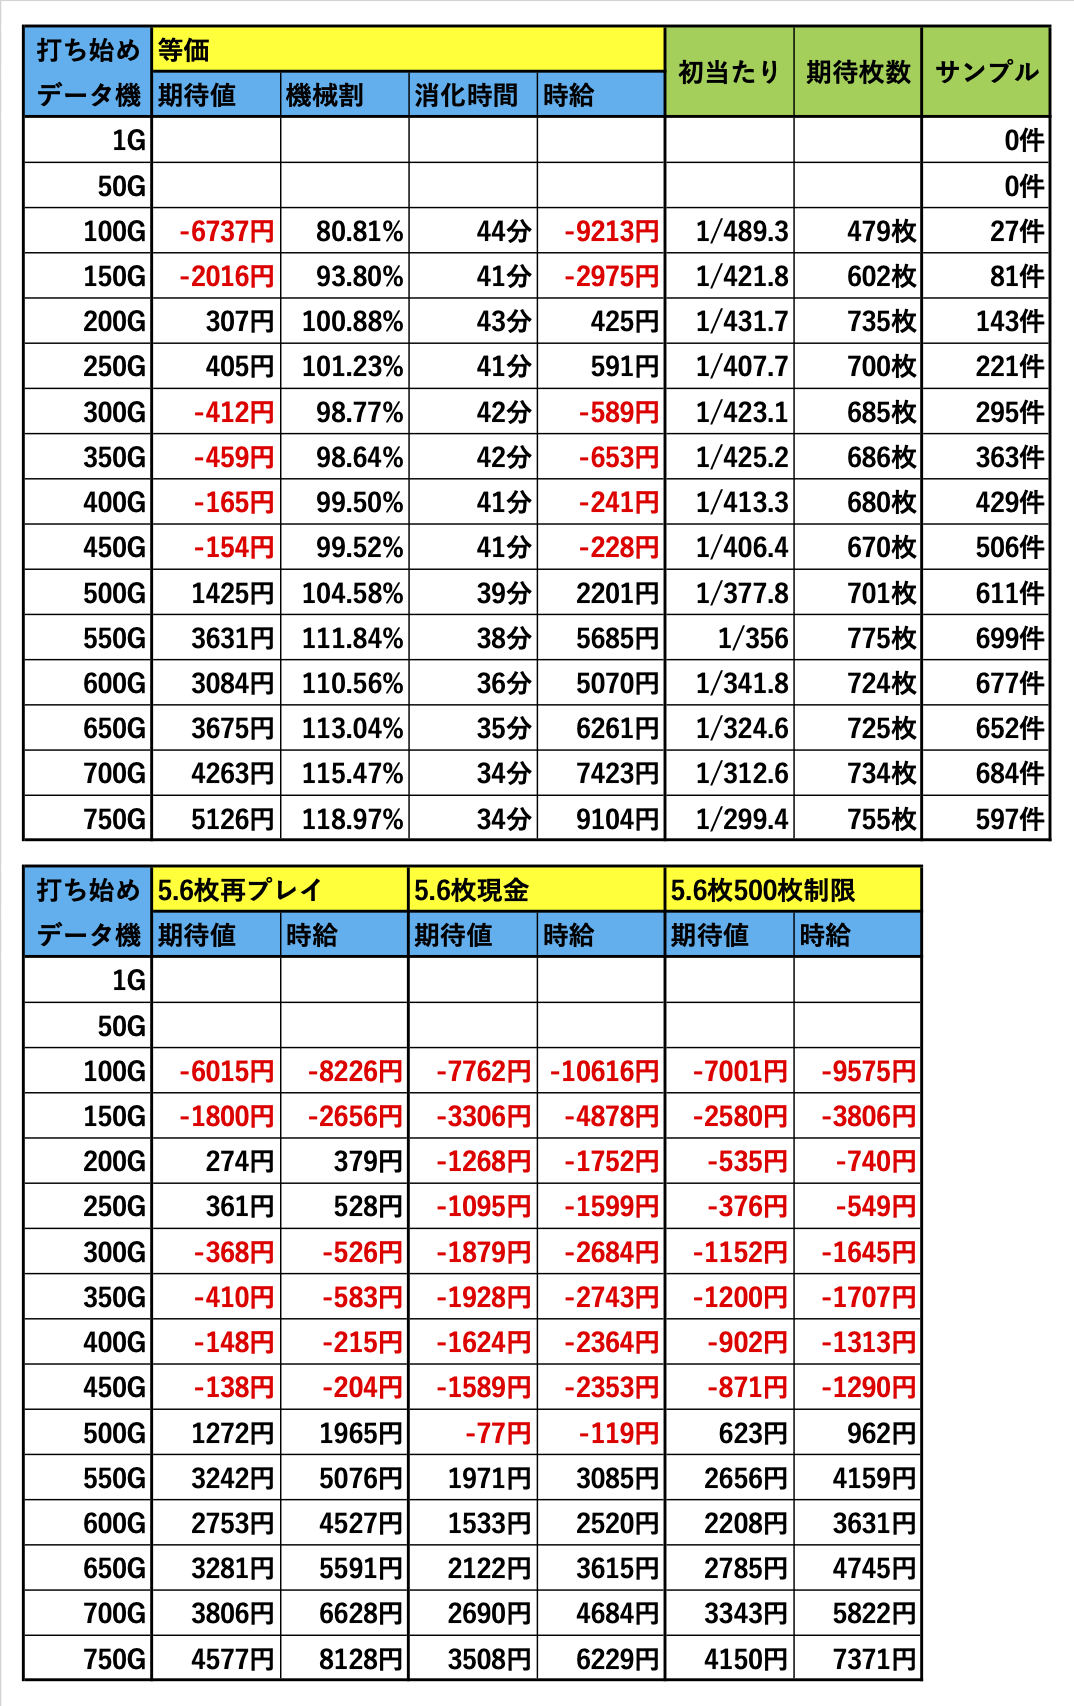 打ち始め 等価 初当たり 期待枚数 サンプル
データ機 期待値 機械割 消化時間 時給
1G 0件
50G 0件
100G -6737円 80.81% 44分 -9213円 1/489.3 479枚 27件
150G -2016円 93.80% 41分 -2975円 1/421.8 602枚 81件
200G 307円 100.88% 43分 425円 1/431.7 735枚 143件
250G 405円 101.23% 41分 591円 1/407.7 700枚 221件
300G -412円 98.77% 42分 -589円 1/423.1 685枚 295件
350G -459円 98.64% 42分 -653円 1/425.2 686枚 363件
400G -165円 99.50% 41分 -241円 1/413.3 680枚 429件
450G -154円 99.52% 41分 -228円 1/406.4 670枚 506件
500G 1425円 104.58% 39分 2201円 1/377.8 701枚 611件
550G 3631円 111.84% 38分 5685円 1/356 775枚 699件
600G 3084円 110.56% 36分 5070円 1/341.8 724枚 677件
650G 3675円 113.04% 35分 6261円 1/324.6 725枚 652件
700G 4263円 115.47% 34分 7423円 1/312.6 734枚 684件
750G 5126円 118.97% 34分 9104円 1/299.4 755枚 597件
打ち始め 5.6枚再プレイ 5.6枚現金 5.6枚500枚制限
データ機 期待値 時給 期待値 時給 期待値 時給
1G
50G
100G -6015円 -8226円 -7762円 -10616円 -7001円 -9575円
150G -1800円 -2656円 -3306円 -4878円 -2580円 -3806円
200G 274円 379円 -1268円 -1752円 -535円 -740円
250G 361円 528円 -1095円 -1599円 -376円 -549円
300G -368円 -526円 -1879円 -2684円 -1152円 -1645円
350G -410円 -583円 -1928円 -2743円 -1200円 -1707円
400G -148円 -215円 -1624円 -2364円 -902円 -1313円
450G -138円 -204円 -1589円 -2353円 -871円 -1290円
500G 1272円 1965円 -77円 -119円 623円 962円
550G 3242円 5076円 1971円 3085円 2656円 4159円
600G 2753円 4527円 1533円 2520円 2208円 3631円
650G 3281円 5591円 2122円 3615円 2785円 4745円
700G 3806円 6628円 2690円 4684円 3343円 5822円
750G 4577円 8128円 3508円 6229円 4150円 7371円